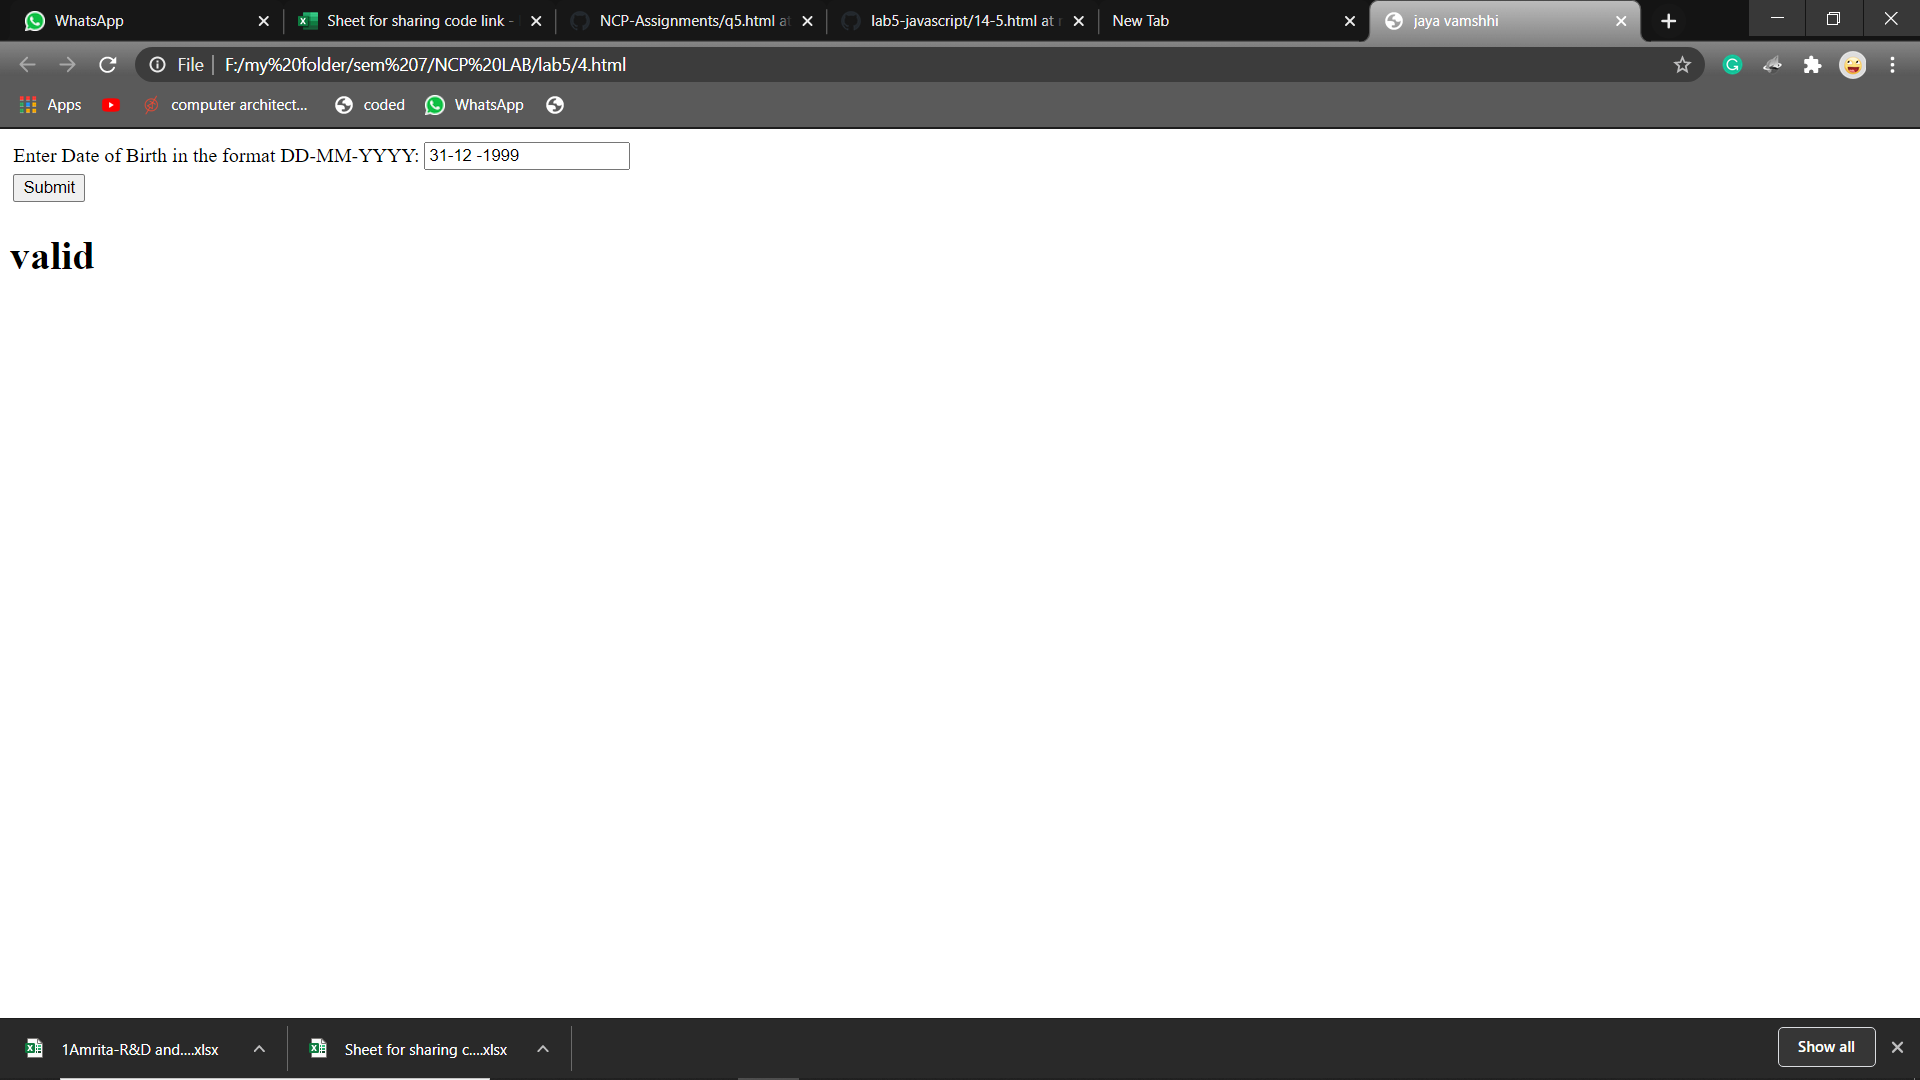 WhatsApp
Sheet for sharing code link -
NCP-Assignments/q5.html at
lab5-javascript/14-5.html at r
New Tab
jaya vamshhi
File | F:/my%20folder/sem%207/NCP%20LAB/lab5/4.html
Apps
computer architect...
coded
WhatsApp
Enter Date of Birth in the format DD-MM-YYYY: 31-12 -1999
Submit
valid
1Amrita-R&D and....xlsx
Sheet for sharing c....xlsx
Show all